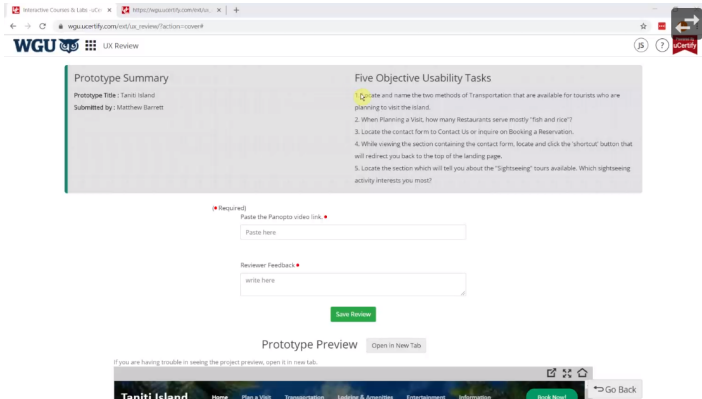 Interactive Courses & Labs -uCer
https://wgu.ucertify.com/ext/ux
wgu.ucertify.com/ext/ux_review/?action=cover#
WGU
UX Review
JS
?
uCertify
Prototype Summary
Prototype Title : Taniti Island
Submitted by : Matthew Barrett
Five Objective Usability Tasks
1. Locate and name the two methods of Transportation that are available for tourists who are
planning to visit the island.
2. When Planning a Visit, how many Restaurants serve mostly "fish and rice"?
3. Locate the contact form to Contact Us or inquire on Booking a Reservation.
4. While viewing the section containing the contact form, locate and click the 'shortcut' button that
will redirect you back to the top of the landing page.
5. Locate the section which will tell you about the "Sightseeing" tours available. Which sightseeing
activity interests you most?
(• Required)
Paste the Panopto video link. •
Paste here
Reviewer Feedback •
write here
Save Review
Prototype Preview
Open in New Tab
If you are having trouble in seeing the project preview, open it in new tab.
Go Back
Taniti Island
Home
Plan a Visit
Transportation
Lodging & Amenities
Entertainment
Information
Book Now!